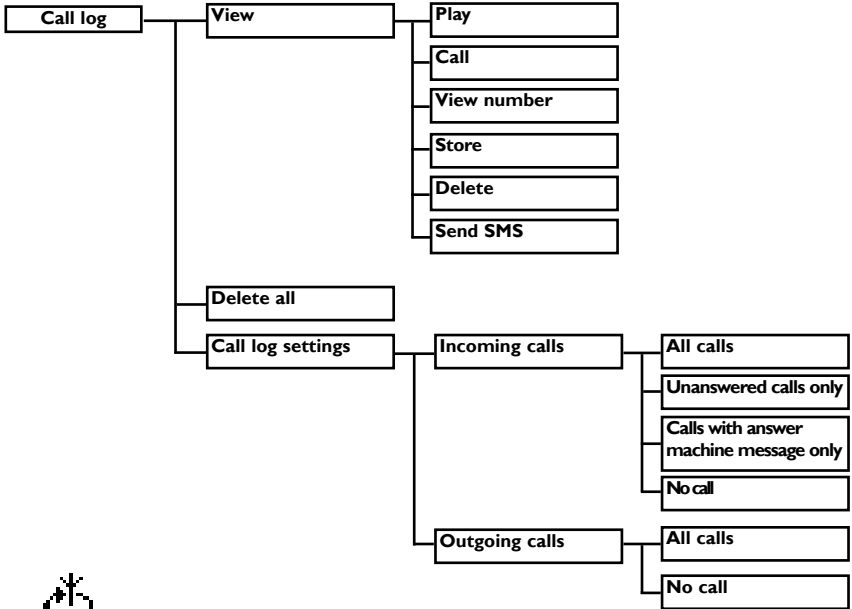 Call log
View
Play
Call
View number
Store
Delete
Send SMS
Delete all
Call log settings
Incoming calls
All calls
Unanswered calls only
Calls with answer
machine message only
No call
Outgoing calls
All calls
No call